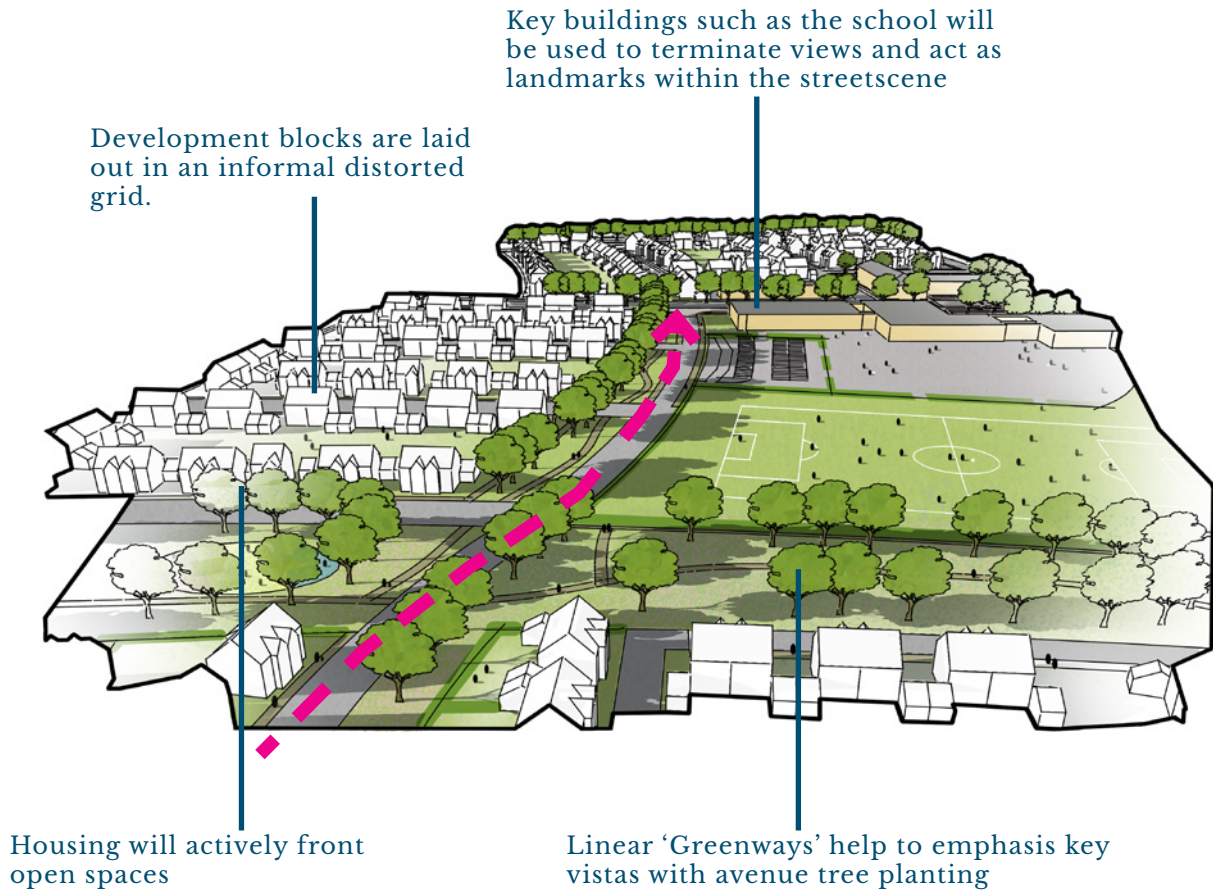 Key buildings such as the school will
be used to terminate views and act as
landmarks within the streetscene
Development blocks are laid
out in an informal distorted
grid.
Housing will actively front
open spaces
Linear ‘Greenways’ help to emphasis key
vistas with avenue tree planting